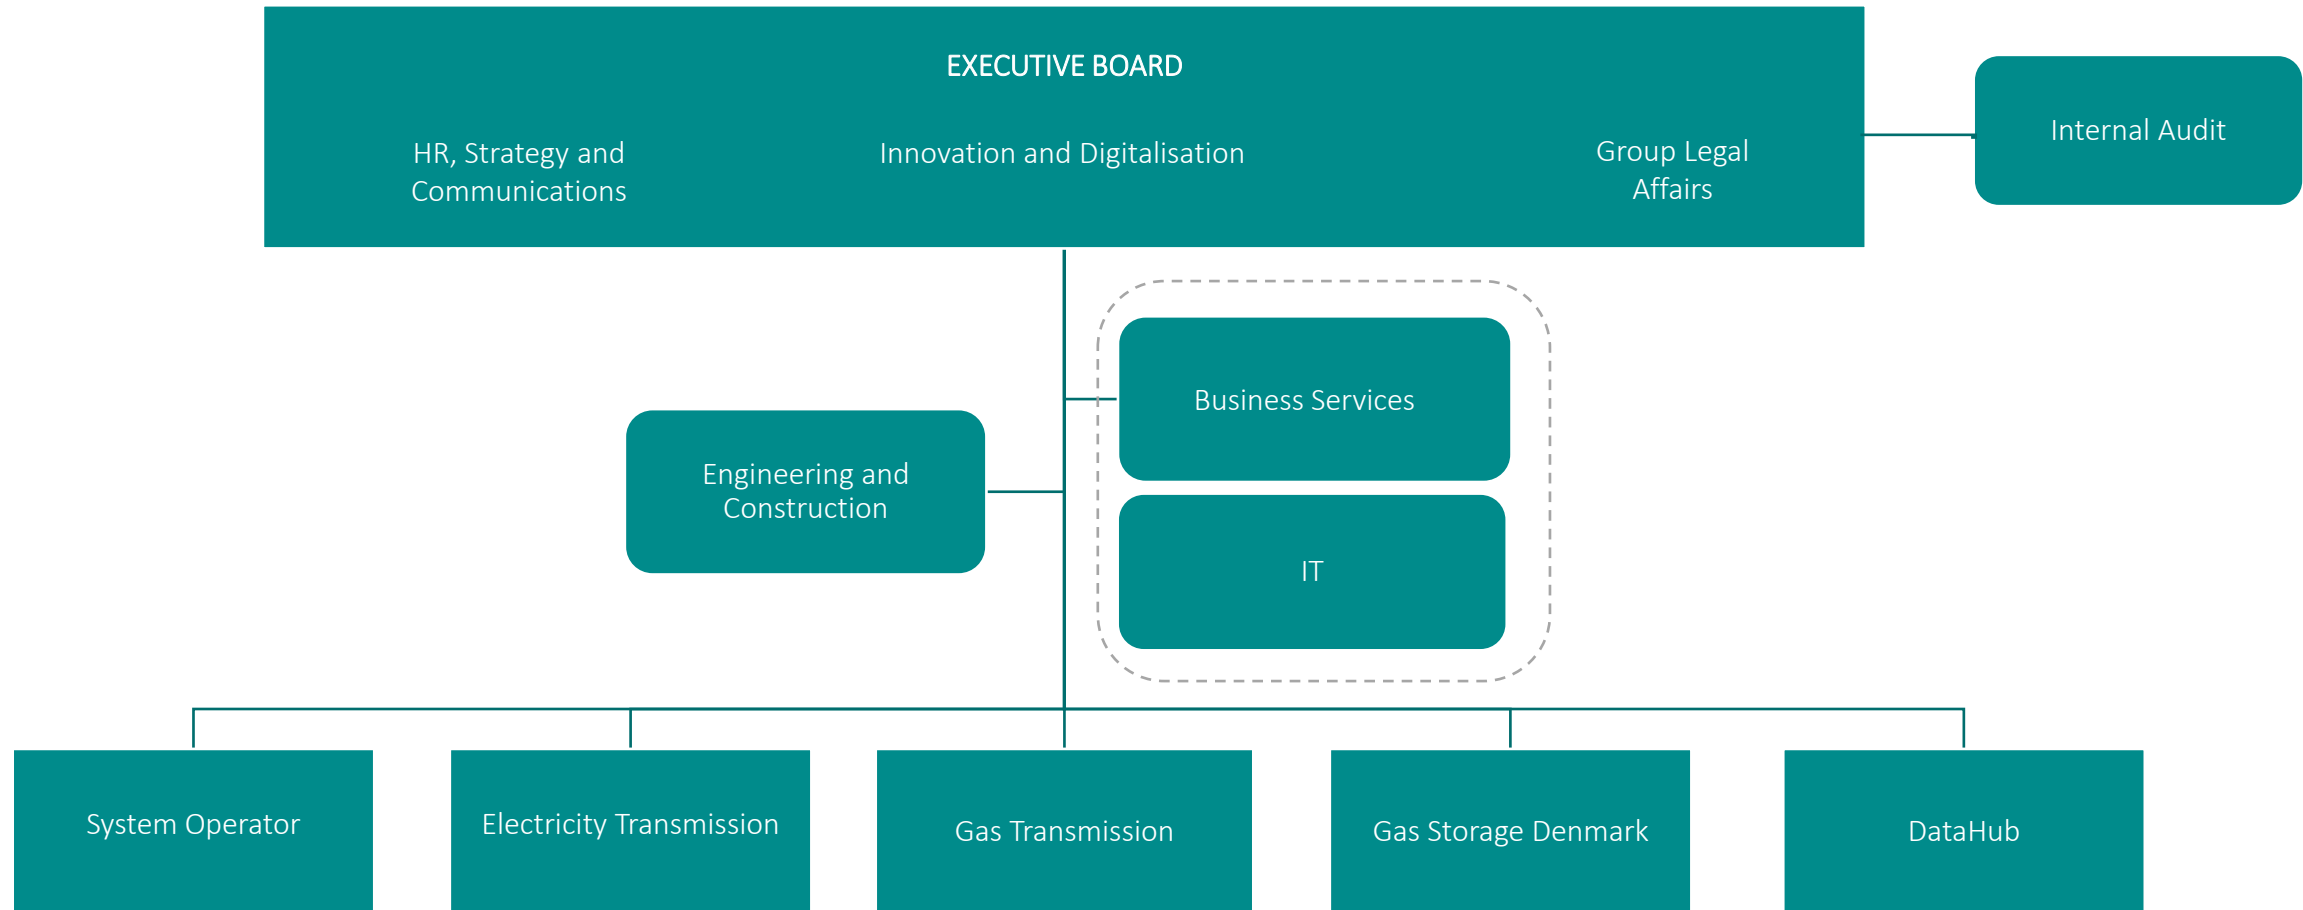 EXECUTIVE BOARD
HR, Strategy and
Communications
Innovation and Digitalisation
Group Legal
Affairs
Internal Audit
Business Services
Engineering and
Construction
IT
System Operator
Electricity Transmission
Gas Transmission
Gas Storage Denmark
DataHub